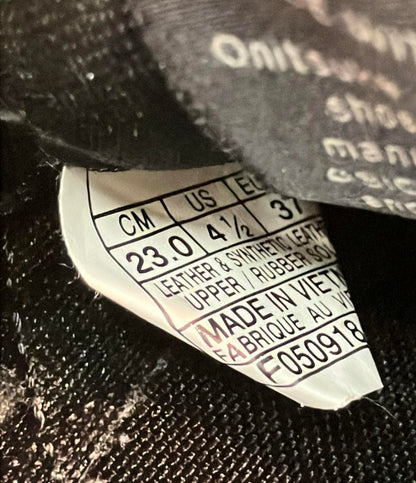 Onits
shoe
man
CM US EU
23.0 4½ 37
LEATHER & SYNTHETIC LEATH
UPPER / RUBBER SO
MADE IN VIETN
FABRIQUE AU VI
F050918